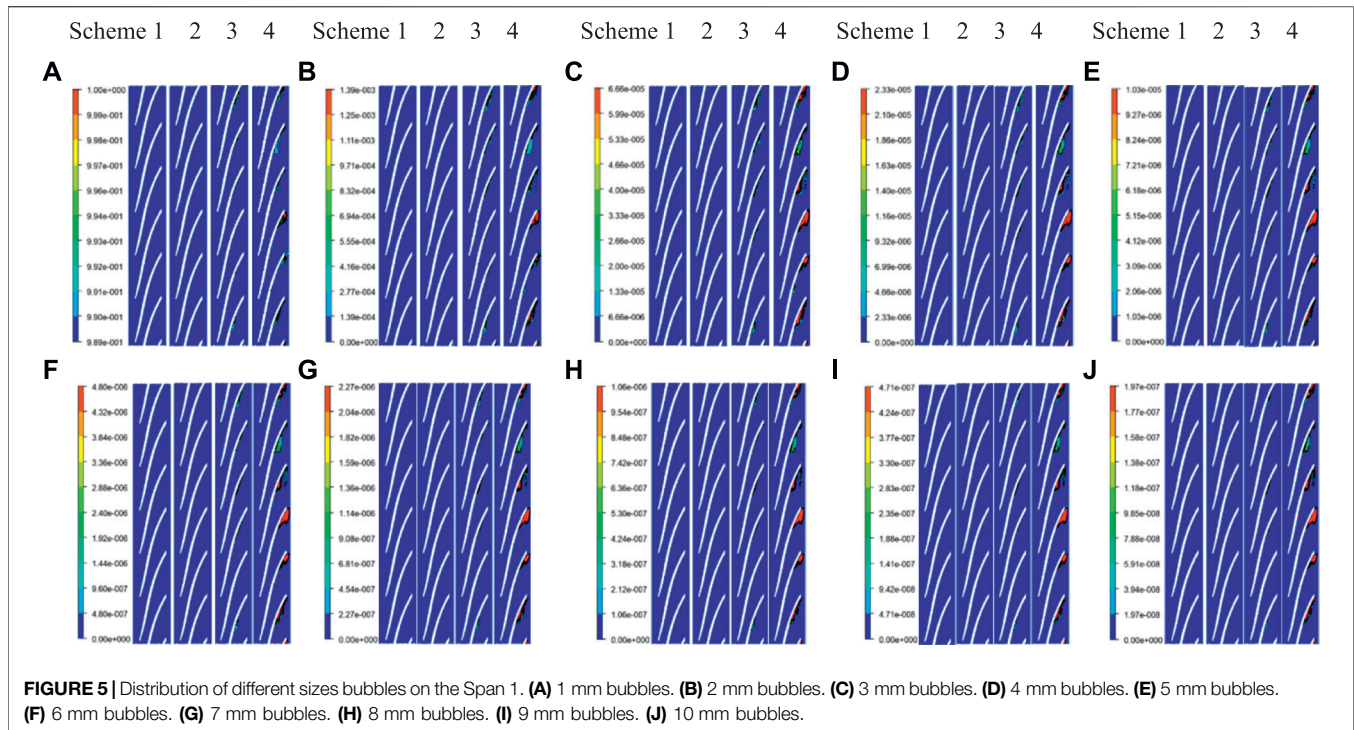 Scheme 1 2 3 4 Scheme 1 2 3 4 Scheme 1 2 3 4 Scheme 1 2 3 4 Scheme 1 2 3 4
A
1.00e+000
9.99e-001
9.98e-001
9.97e-001
9.96e-001
9.94e-001
9.93e-001
9.92e-001
9.91e-001
9.90e-001
9.89e-001
B
1.39e-003
1.25e-003
1.11e-003
9.71e-004
8.32e-004
6.94e-004
5.55e-004
4.16e-004
2.77e-004
1.39e-004
0.00e+000
C
6.66e-005
5.99e-005
5.33e-005
4.66e-005
4.00e-005
3.33e-005
2.66e-005
2.00e-005
1.33e-005
6.66e-006
0.00e+000
D
2.33e-005
2.10e-005
1.86e-005
1.63e-005
1.40e-005
1.16e-005
9.32e-006
6.99e-006
4.66e-006
2.33e-006
0.00e+000
E
1.03e-005
9.27e-006
8.24e-006
7.21e-006
6.18e-006
5.15e-006
4.12e-006
3.09e-006
2.06e-006
1.03e-006
0.00e+000
F
4.80e-006
4.32e-006
3.84e-006
3.36e-006
2.88e-006
2.40e-006
1.92e-006
1.44e-006
9.60e-007
4.80e-007
0.00e+000
G
2.27e-006
2.04e-006
1.82e-006
1.59e-006
1.36e-006
1.14e-006
9.08e-007
6.81e-007
4.54e-007
2.27e-007
0.00e+000
H
1.06e-006
9.54e-007
8.48e-007
7.42e-007
6.36e-007
5.30e-007
4.24e-007
3.18e-007
2.12e-007
1.06e-007
0.00e+000
I
4.71e-007
4.24e-007
3.77e-007
3.30e-007
2.83e-007
2.35e-007
1.88e-007
1.41e-007
9.42e-008
4.71e-008
0.00e+000
J
1.97e-007
1.77e-007
1.58e-007
1.38e-007
1.18e-007
9.85e-008
7.88e-008
5.91e-008
3.94e-008
1.97e-008
0.00e+000
FIGURE 5 | Distribution of different sizes bubbles on the Span 1. (A) 1 mm bubbles. (B) 2 mm bubbles. (C) 3 mm bubbles. (D) 4 mm bubbles. (E) 5 mm bubbles.
(F) 6 mm bubbles. (G) 7 mm bubbles. (H) 8 mm bubbles. (I) 9 mm bubbles. (J) 10 mm bubbles.